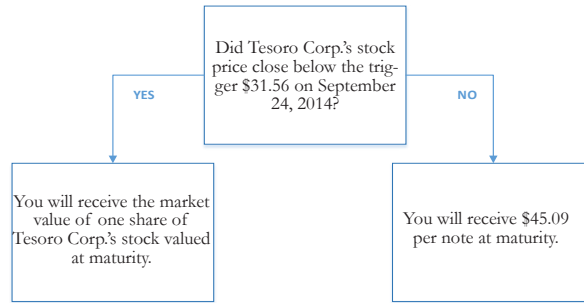 Did Tesoro Corp.'s stock
price close below the trig-
ger $31.56 on September
24, 2014?
YES
NO
You will receive the market
value of one share of
Tesoro Corp.'s stock valued
at maturity.
You will receive $45.09
per note at maturity.